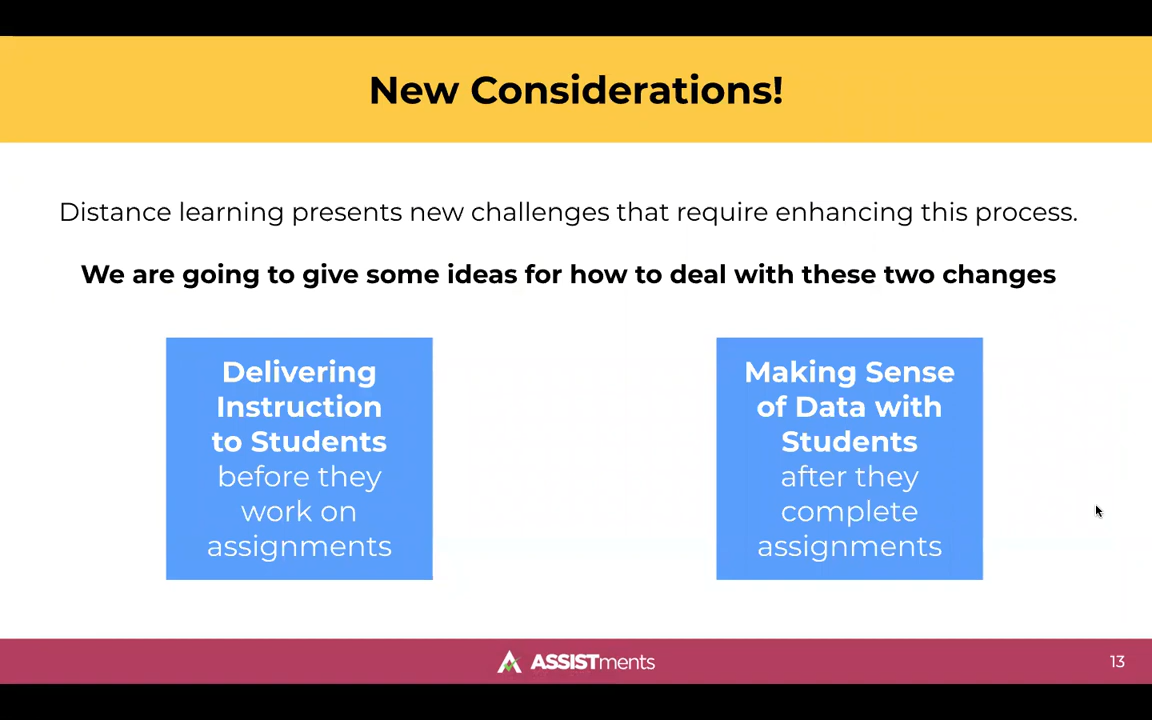 New Considerations!
Distance learning presents new challenges that require enhancing this process.
We are going to give some ideas for how to deal with these two changes
Delivering
Instruction
to Students
before they
work on
assignments
Making Sense
of Data with
Students
after they
complete
assignments
ASSISTments
13